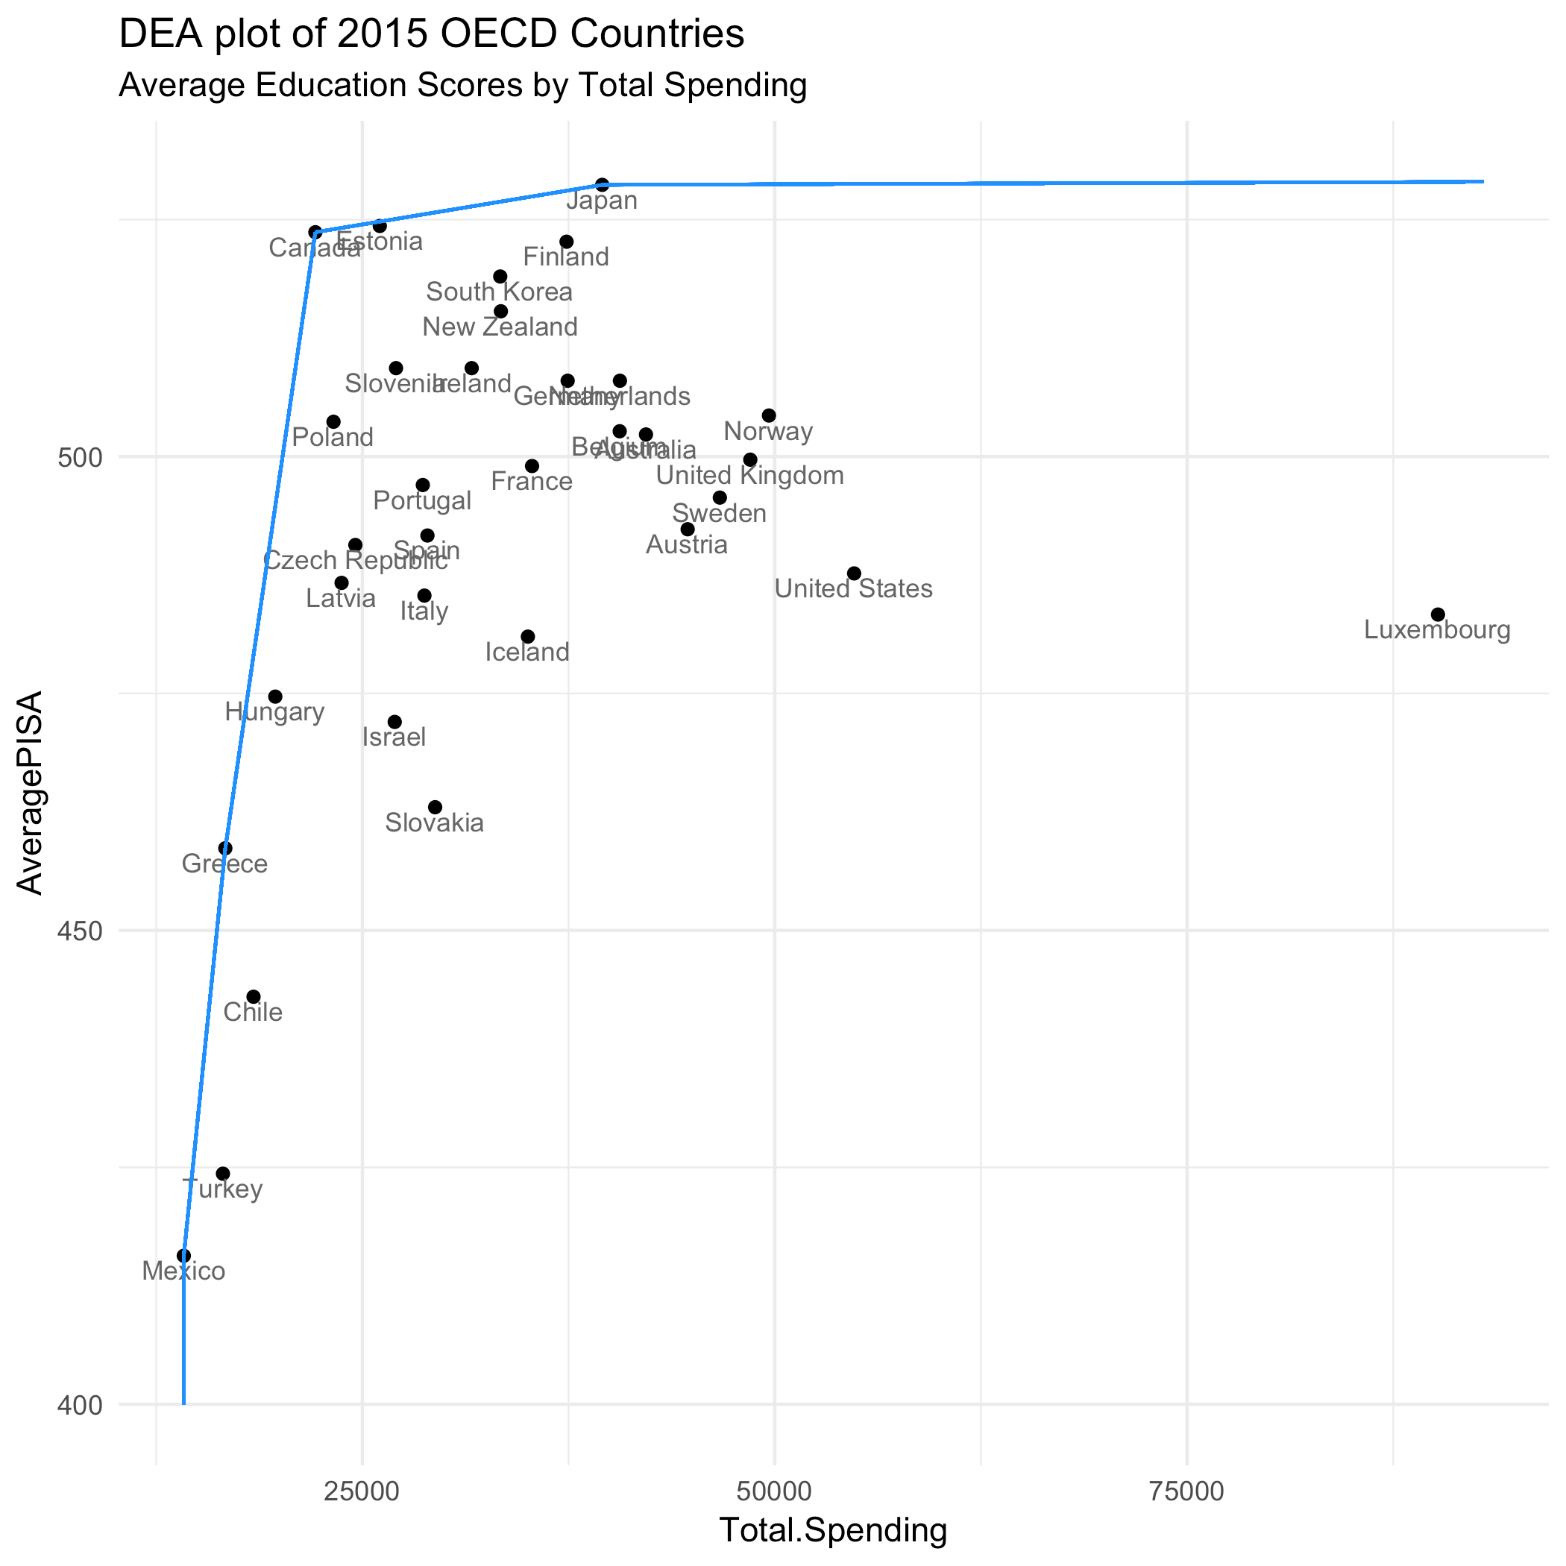 DEA plot of 2015 OECD Countries
Average Education Scores by Total Spending
Japan
Canada
Estonia
Finland
South Korea
New Zealand
Slovenia
Ireland
Germany
Netherlands
Norway
Poland
Belgium
Australia
500
United Kingdom
France
Portugal
Sweden
Austria
Spain
Czech Republic
United States
Latvia
Italy
Luxembourg
Iceland
Hungary
Israel
AveragePISA
Slovakia
Greece
450
Chile
Turkey
Mexico
400
25000
50000
75000
Total.Spending